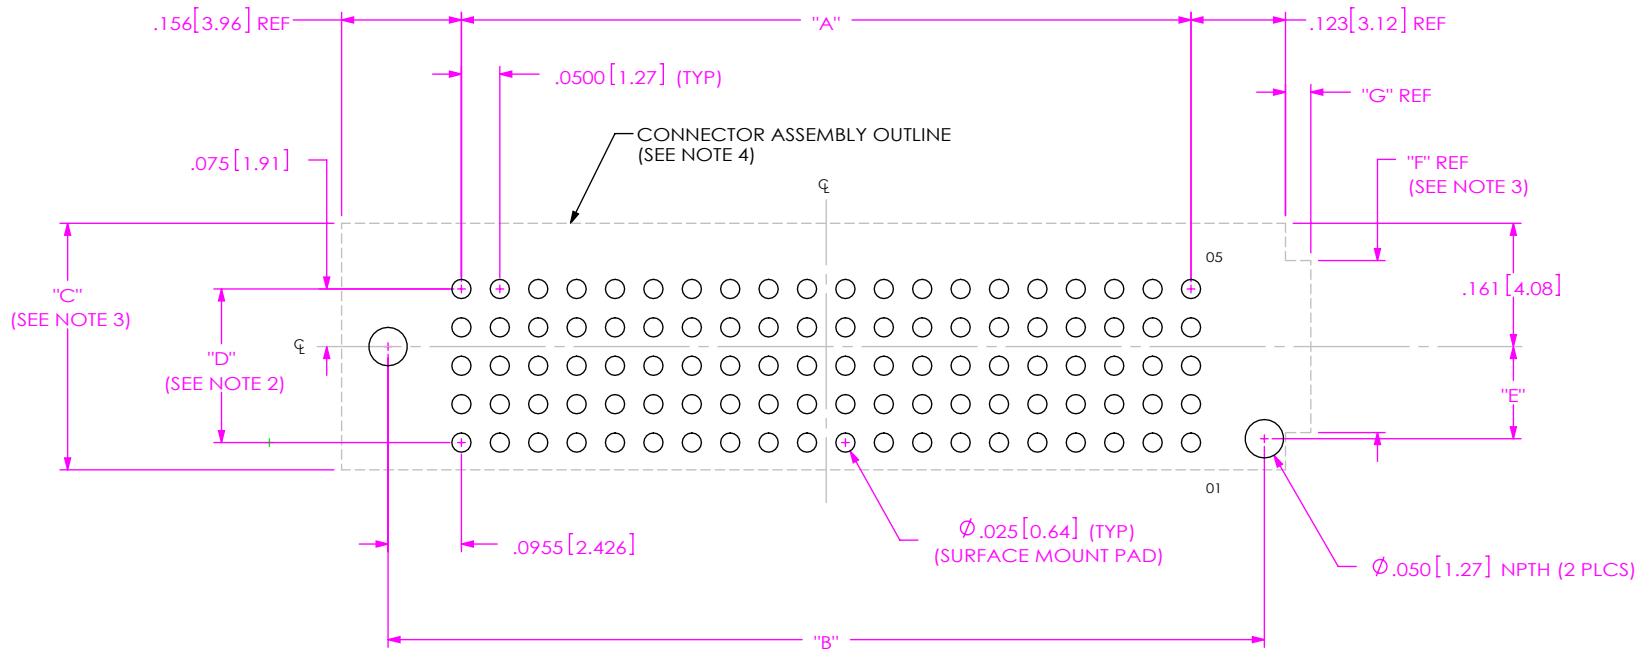 .156[3.96] REF
"A"
.123[3.12] REF
.0500[1.27] (TYP)
"G" REF
CONNECTOR ASSEMBLY OUTLINE
(SEE NOTE 4)
.075[1.91]
"F" REF
(SEE NOTE 3)
℄
05
"C"
(SEE NOTE 3)
.161[4.08]
℄
"D"
(SEE NOTE 2)
"E"
01
.0955[2.426]
Ø.025[0.64] (TYP)
(SURFACE MOUNT PAD)
Ø.050[1.27] NPTH (2 PLCS)
"B"